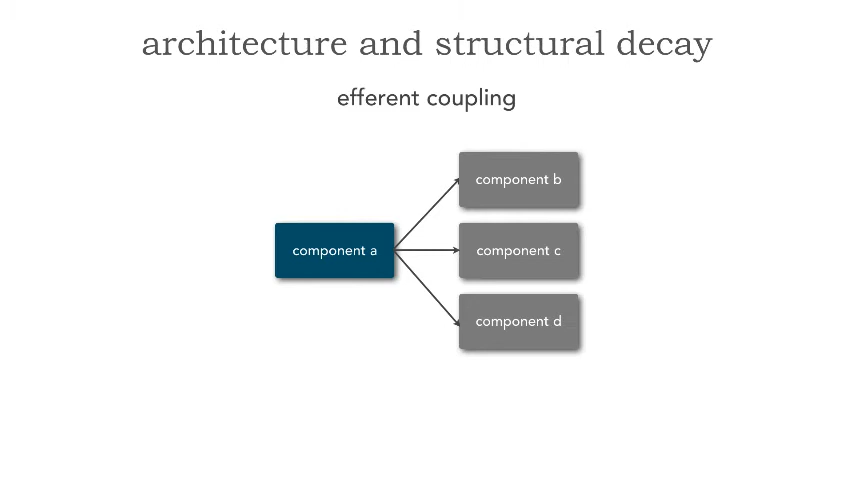 architecture and structural decay
efferent coupling
component b
component a
component c
component d